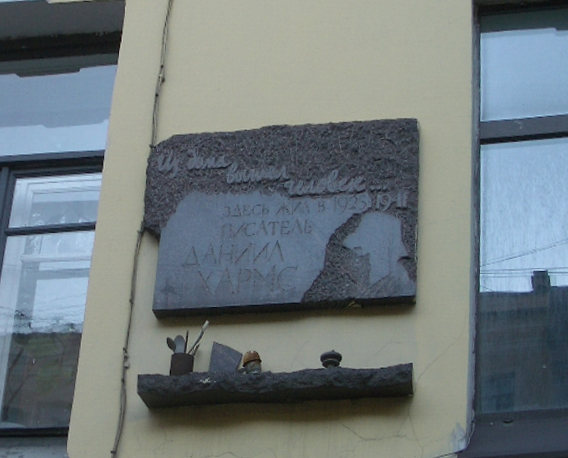 Из дома
вышел
человек...
ЗДЕСЬ ЖИЛ В 1925-1941
ПИСАТЕЛЬ
ДАНИИЛ
ХАРМС